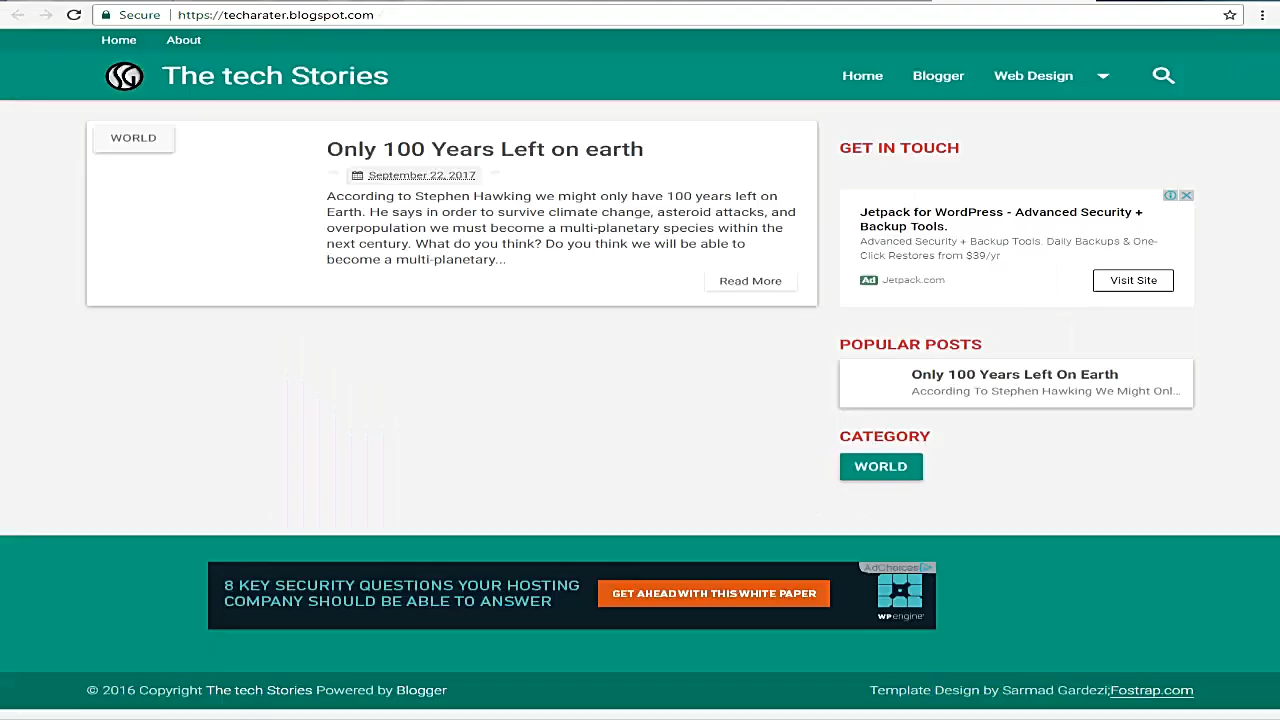 Secure https://techarater.blogspot.com
Home About
The tech Stories
Home Blogger Web Design
WORLD
Only 100 Years Left on earth
September 22, 2017
According to Stephen Hawking we might only have 100 years left on
Earth. He says in order to survive climate change, asteroid attacks, and
overpopulation we must become a multi-planetary species within the
next century. What do you think? Do you think we will be able to
become a multi-planetary...
Read More
GET IN TOUCH
Jetpack for WordPress - Advanced Security +
Backup Tools.
Advanced Security + Backup Tools. Daily Backups & One-
Click Restores from $39/yr
Ad Jetpack.com
Visit Site
POPULAR POSTS
Only 100 Years Left On Earth
According To Stephen Hawking We Might Onl...
CATEGORY
WORLD
8 KEY SECURITY QUESTIONS YOUR HOSTING
COMPANY SHOULD BE ABLE TO ANSWER
GET AHEAD WITH THIS WHITE PAPER
AdChoices
WP engine
© 2016 Copyright The tech Stories Powered by Blogger
Template Design by Sarmad Gardezi;Fostrap.com